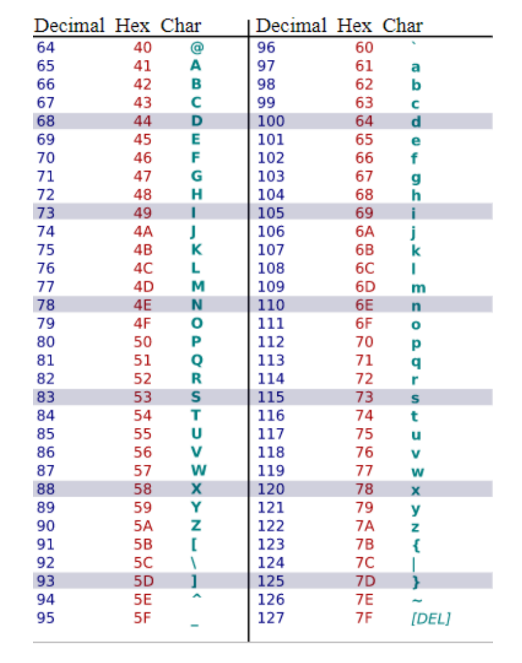 Decimal Hex Char Decimal Hex Char
64 40 @ 96 60 `
65 41 A 97 61 a
66 42 B 98 62 b
67 43 C 99 63 c
68 44 D 100 64 d
69 45 E 101 65 e
70 46 F 102 66 f
71 47 G 103 67 g
72 48 H 104 68 h
73 49 I 105 69 i
74 4A J 106 6A j
75 4B K 107 6B k
76 4C L 108 6C l
77 4D M 109 6D m
78 4E N 110 6E n
79 4F O 111 6F o
80 50 P 112 70 p
81 51 Q 113 71 q
82 52 R 114 72 r
83 53 S 115 73 s
84 54 T 116 74 t
85 55 U 117 75 u
86 56 V 118 76 v
87 57 W 119 77 w
88 58 X 120 78 x
89 59 Y 121 79 y
90 5A Z 122 7A z
91 5B [ 123 7B {
92 5C \ 124 7C |
93 5D ] 125 7D }
94 5E ^ 126 7E ~
95 5F _ 127 7F [DEL]